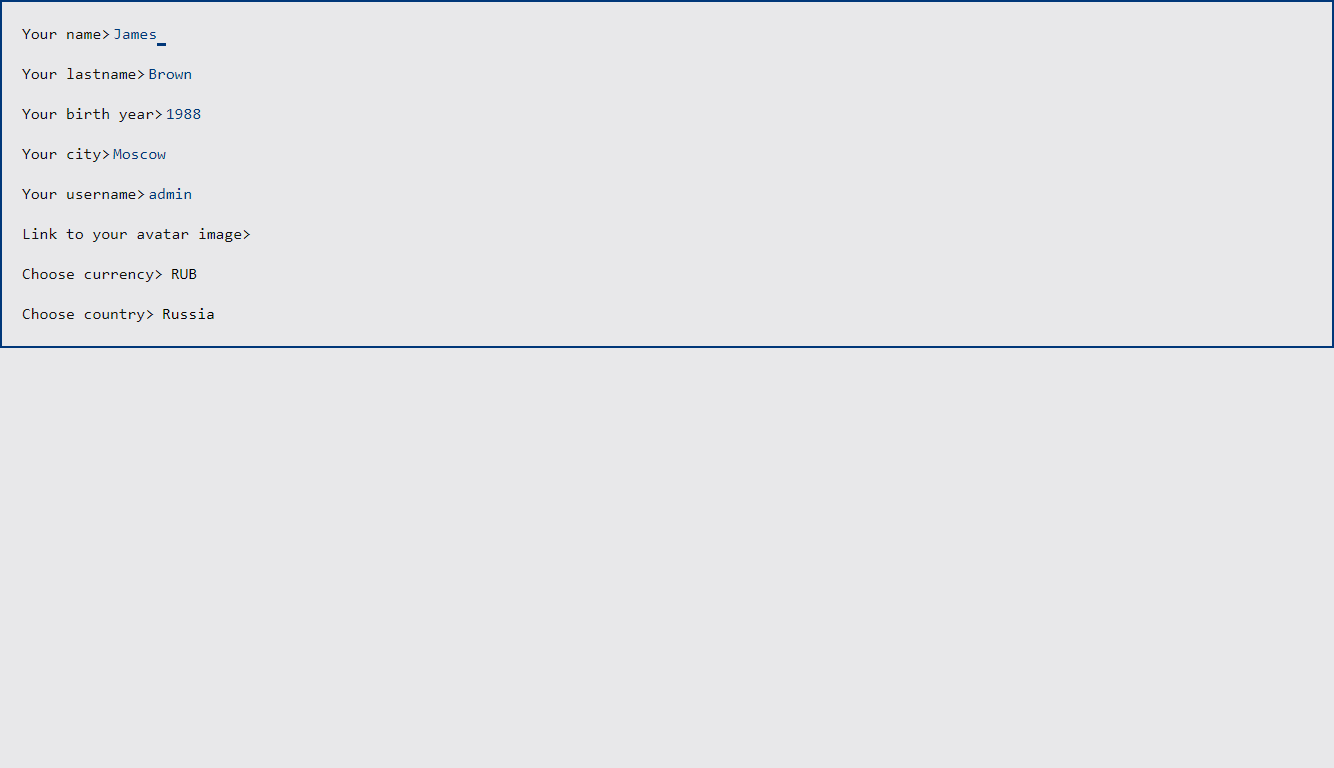 Your name> James
Your lastname> Brown
Your birth year> 1988
Your city> Moscow
Your username> admin
Link to your avatar image>
Choose currency> RUB
Choose country> Russia